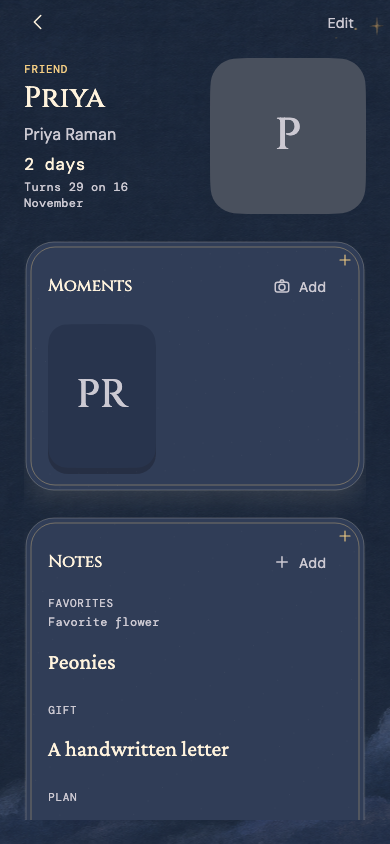 Edit
FRIEND
Priya
Priya Raman
2 days
Turns 29 on 16
November
P
Moments
Add
PR
Notes
Add
FAVORITES
Favorite flower
Peonies
GIFT
A handwritten letter
PLAN